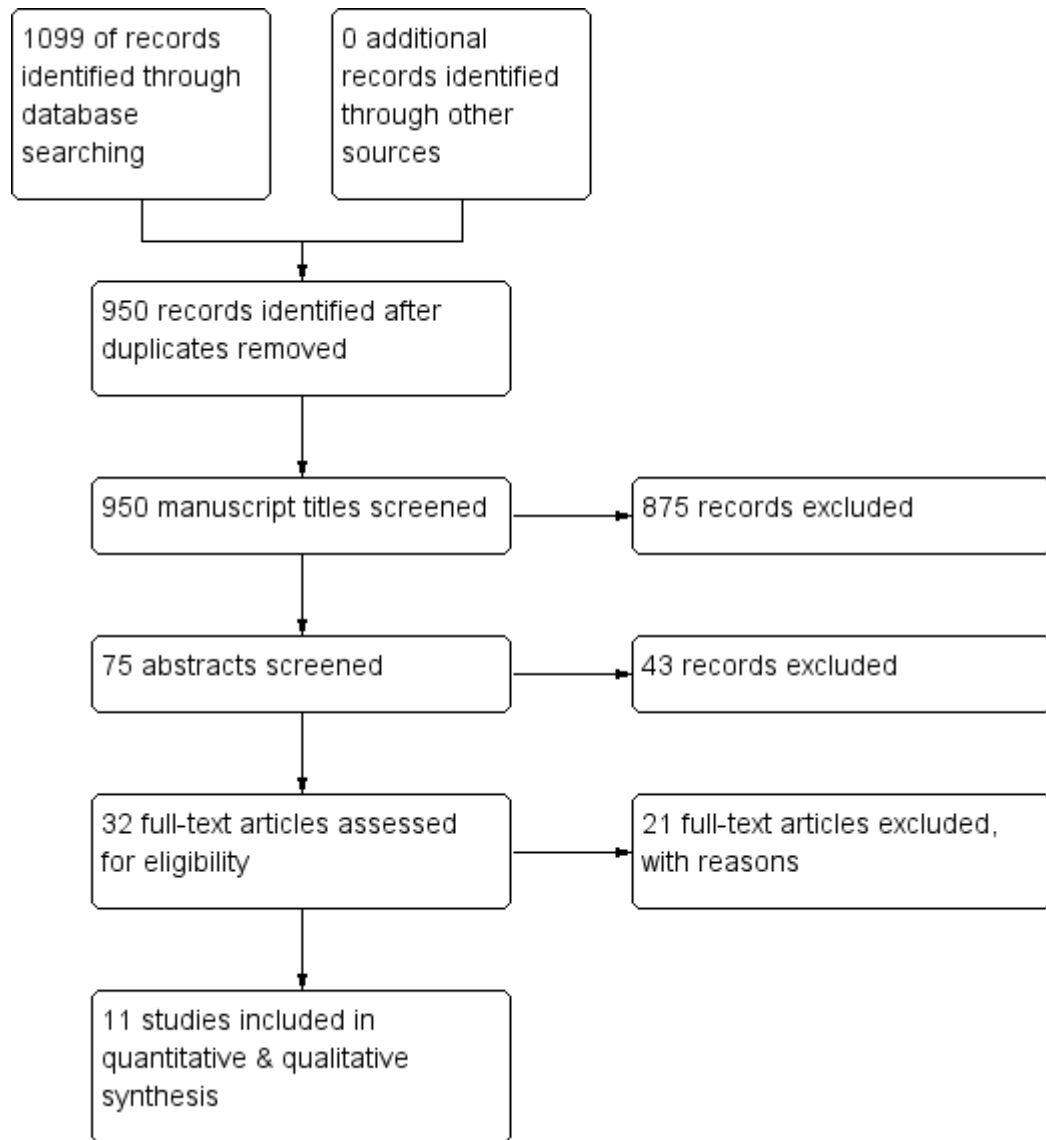 1099 of records
identified through
database
searching
0 additional
records identified
through other
sources
950 records identified after
duplicates removed
950 manuscript titles screened
875 records excluded
75 abstracts screened
43 records excluded
32 full-text articles assessed
for eligibility
21 full-text articles excluded,
with reasons
11 studies included in
quantitative & qualitative
synthesis